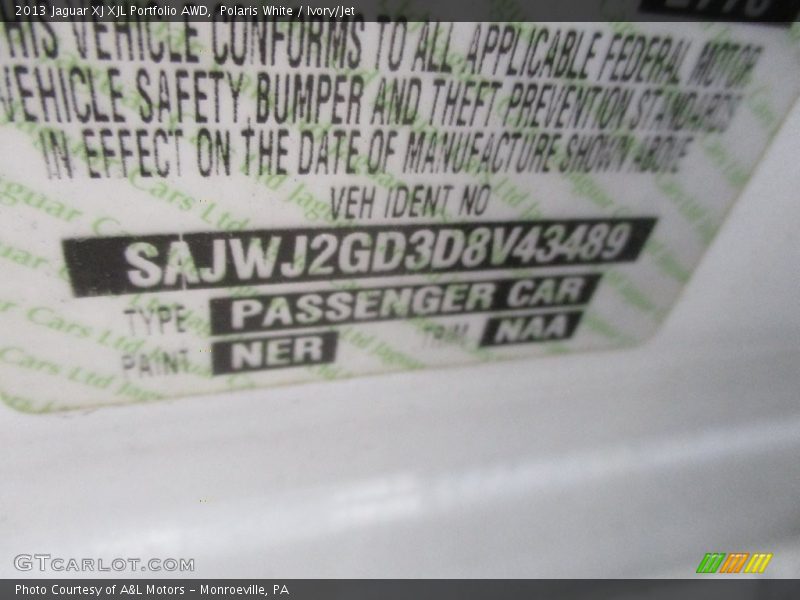 2013 Jaguar XJ XJL Portfolio AWD, Polaris White / Ivory/Jet
THIS VEHICLE CONFORMS TO ALL APPLICABLE FEDERAL MOTOR
VEHICLE SAFETY, BUMPER AND THEFT PREVENTION STANDARDS
IN EFFECT ON THE DATE OF MANUFACTURE SHOWN ABOVE
VEH IDENT NO
SAJWJ2GD3D8V43489
TYPE PASSENGER CAR
PAINT NER TRIM NAA
GTCARLOT.COM
Photo Courtesy of A&L Motors - Monroeville, PA